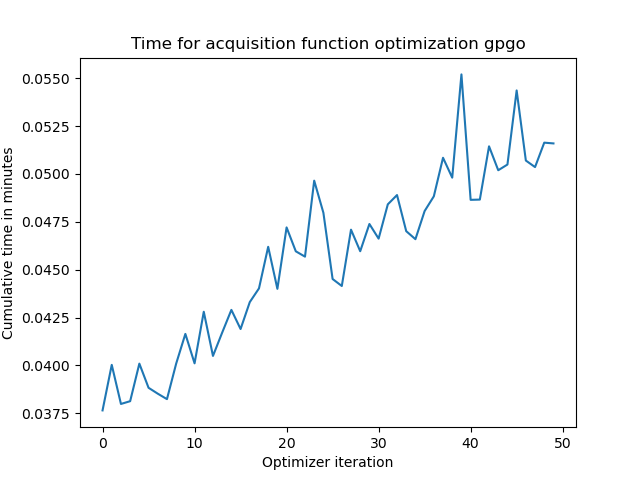 Time for acquisition function optimization gpgo
Cumulative time in minutes
0.0550
0.0525
0.0500
0.0475
0.0450
0.0425
0.0400
0.0375
0 10 20 30 40 50
Optimizer iteration